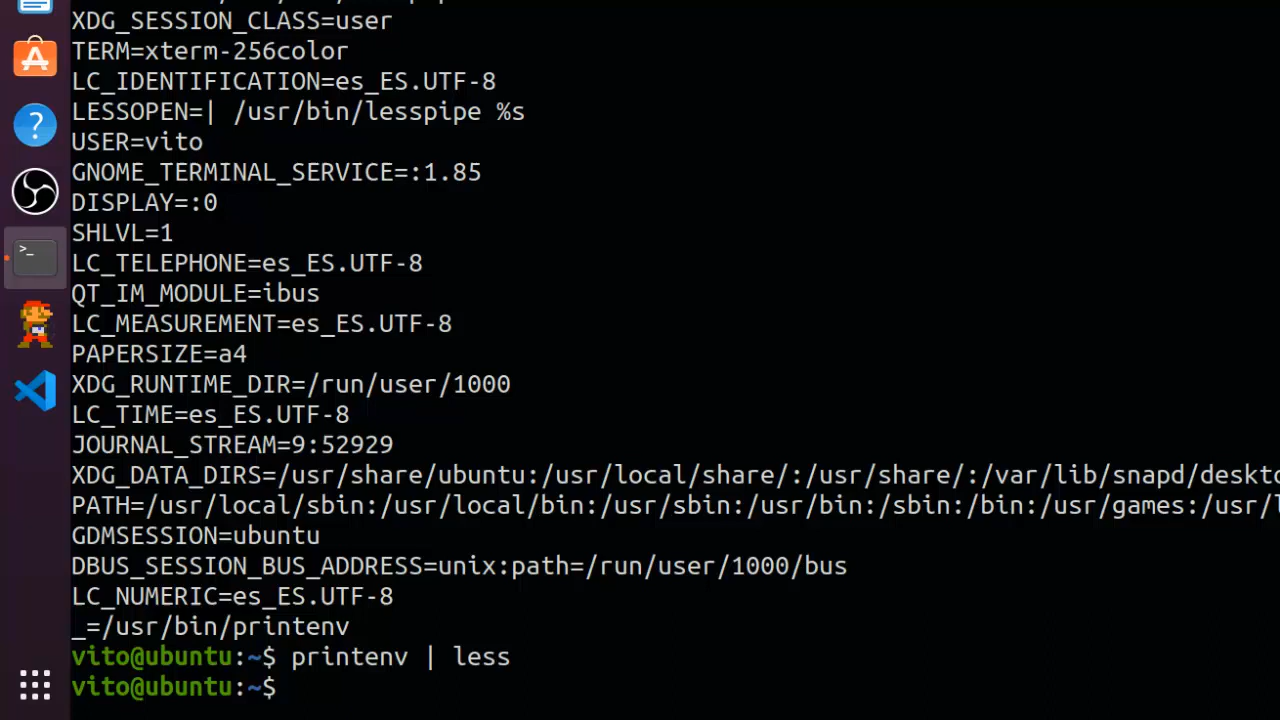 XDG_SESSION_CLASS=user
TERM=xterm-256color
LC_IDENTIFICATION=es_ES.UTF-8
LESSOPEN=| /usr/bin/lesspipe %s
USER=vito
GNOME_TERMINAL_SERVICE=:1.85
DISPLAY=:0
SHLVL=1
LC_TELEPHONE=es_ES.UTF-8
QT_IM_MODULE=ibus
LC_MEASUREMENT=es_ES.UTF-8
PAPERSIZE=a4
XDG_RUNTIME_DIR=/run/user/1000
LC_TIME=es_ES.UTF-8
JOURNAL_STREAM=9:52929
XDG_DATA_DIRS=/usr/share/ubuntu:/usr/local/share/:/usr/share/:/var/lib/snapd/deskto
PATH=/usr/local/sbin:/usr/local/bin:/usr/sbin:/usr/bin:/sbin:/bin:/usr/games:/usr/l
GDMSESSION=ubuntu
DBUS_SESSION_BUS_ADDRESS=unix:path=/run/user/1000/bus
LC_NUMERIC=es_ES.UTF-8
_=/usr/bin/printenv
vito@ubuntu:~$ printenv | less
vito@ubuntu:~$